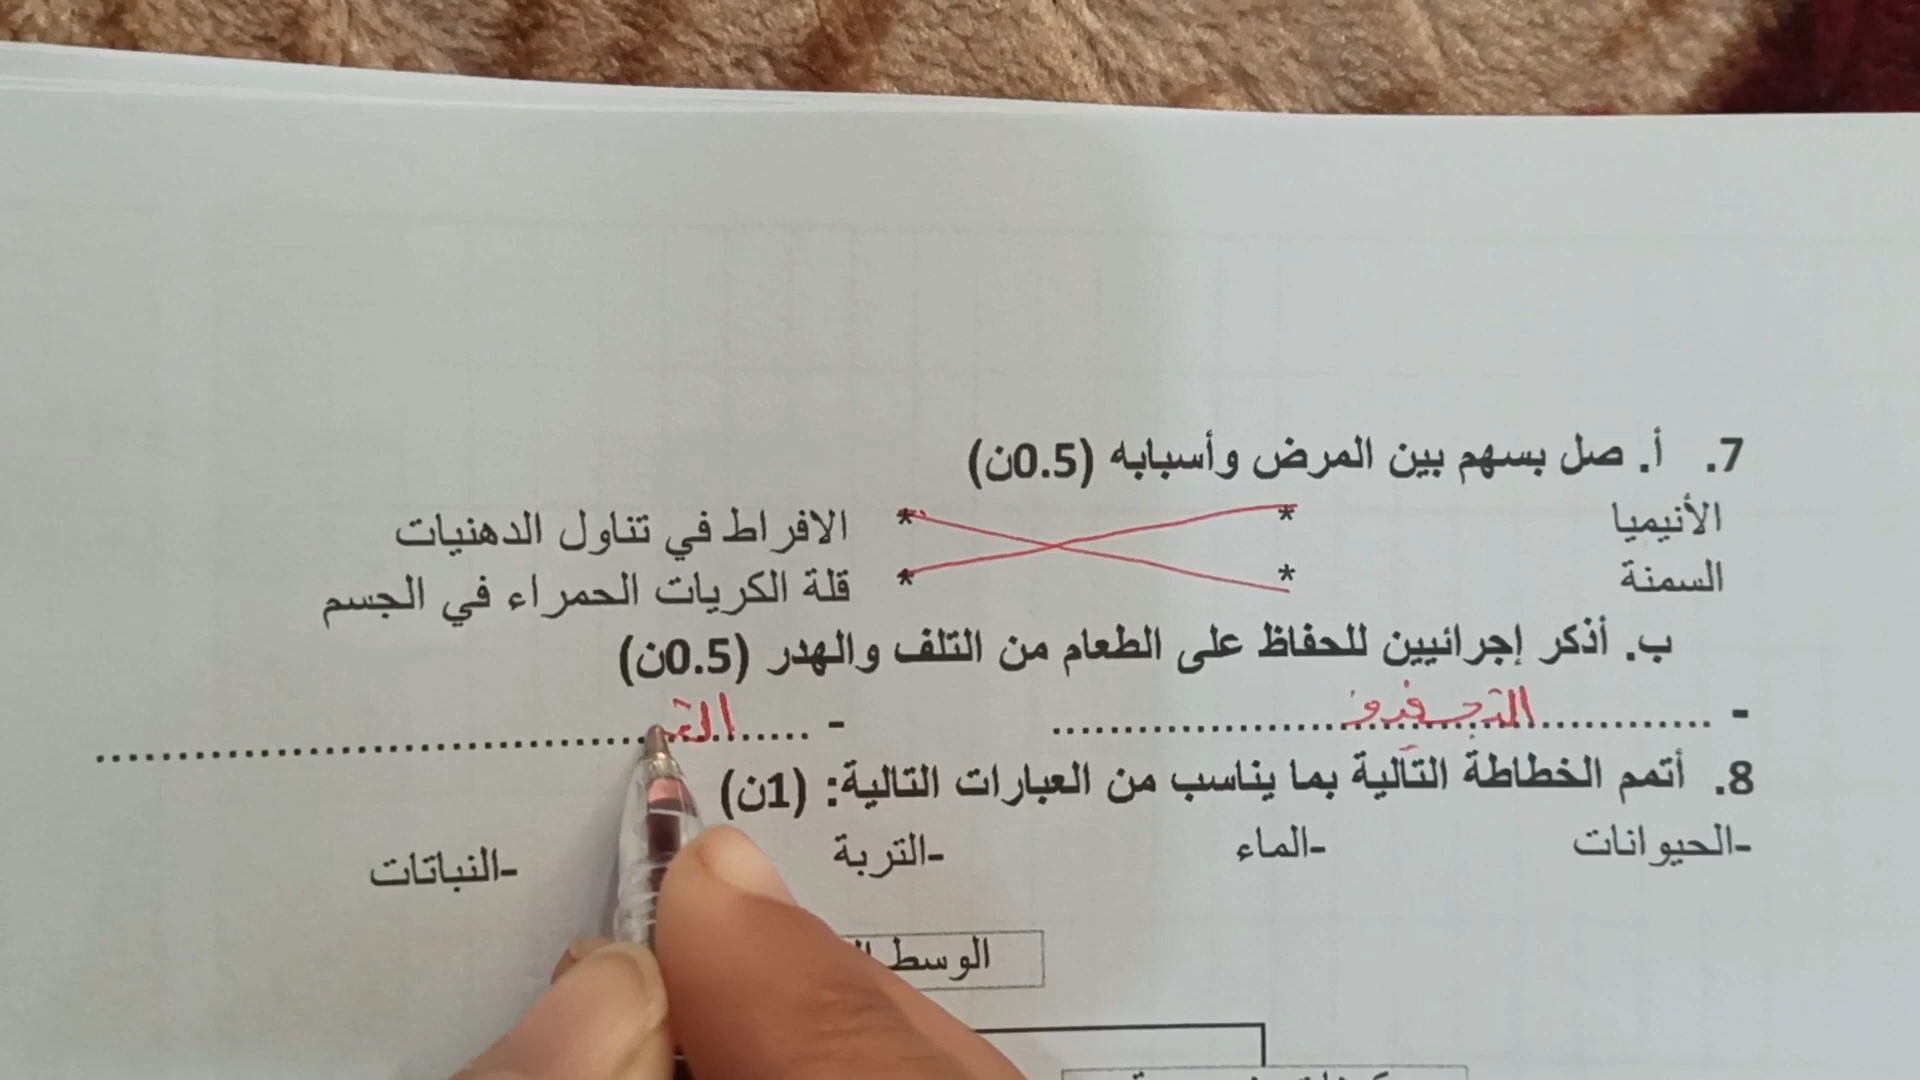 7. أ. صل بسهم بين المرض وأسبابه (0.5ن)
الأنيميا * * الافراط في تناول الدهنيات
السمنة * * قلة الكريات الحمراء في الجسم
ب. أذكر إجرائيين للحفاظ على الطعام من التلف والهدر (0.5ن)
- ........................ - الت........................
8. أتمم الخطاطة التالية بما يناسب من العبارات التالية: (1ن)
-الحيوانات -الماء -التربة -النباتات
الوسط